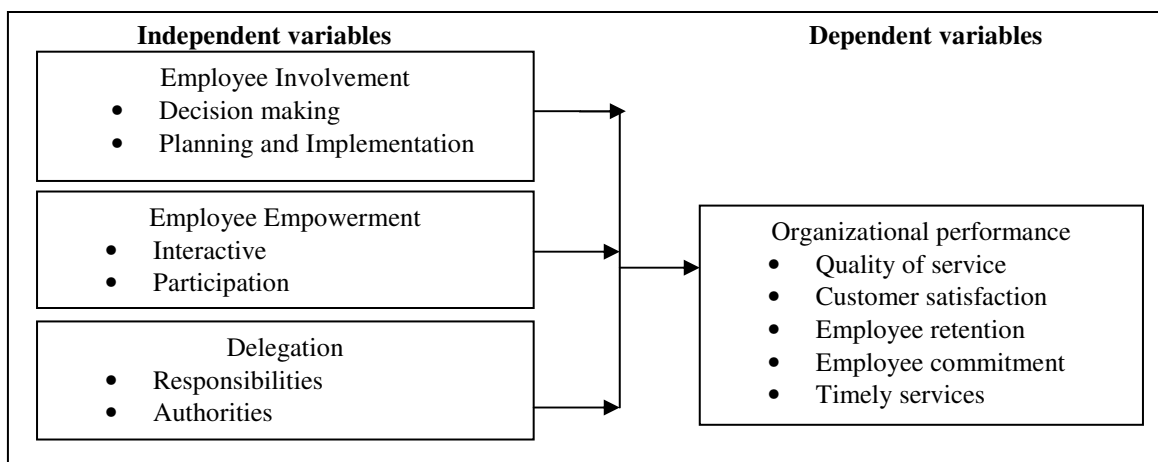 Independent variables
Employee Involvement
• Decision making
• Planning and Implementation
Employee Empowerment
• Interactive
• Participation
Delegation
• Responsibilities
• Authorities
Dependent variables
Organizational performance
• Quality of service
• Customer satisfaction
• Employee retention
• Employee commitment
• Timely services